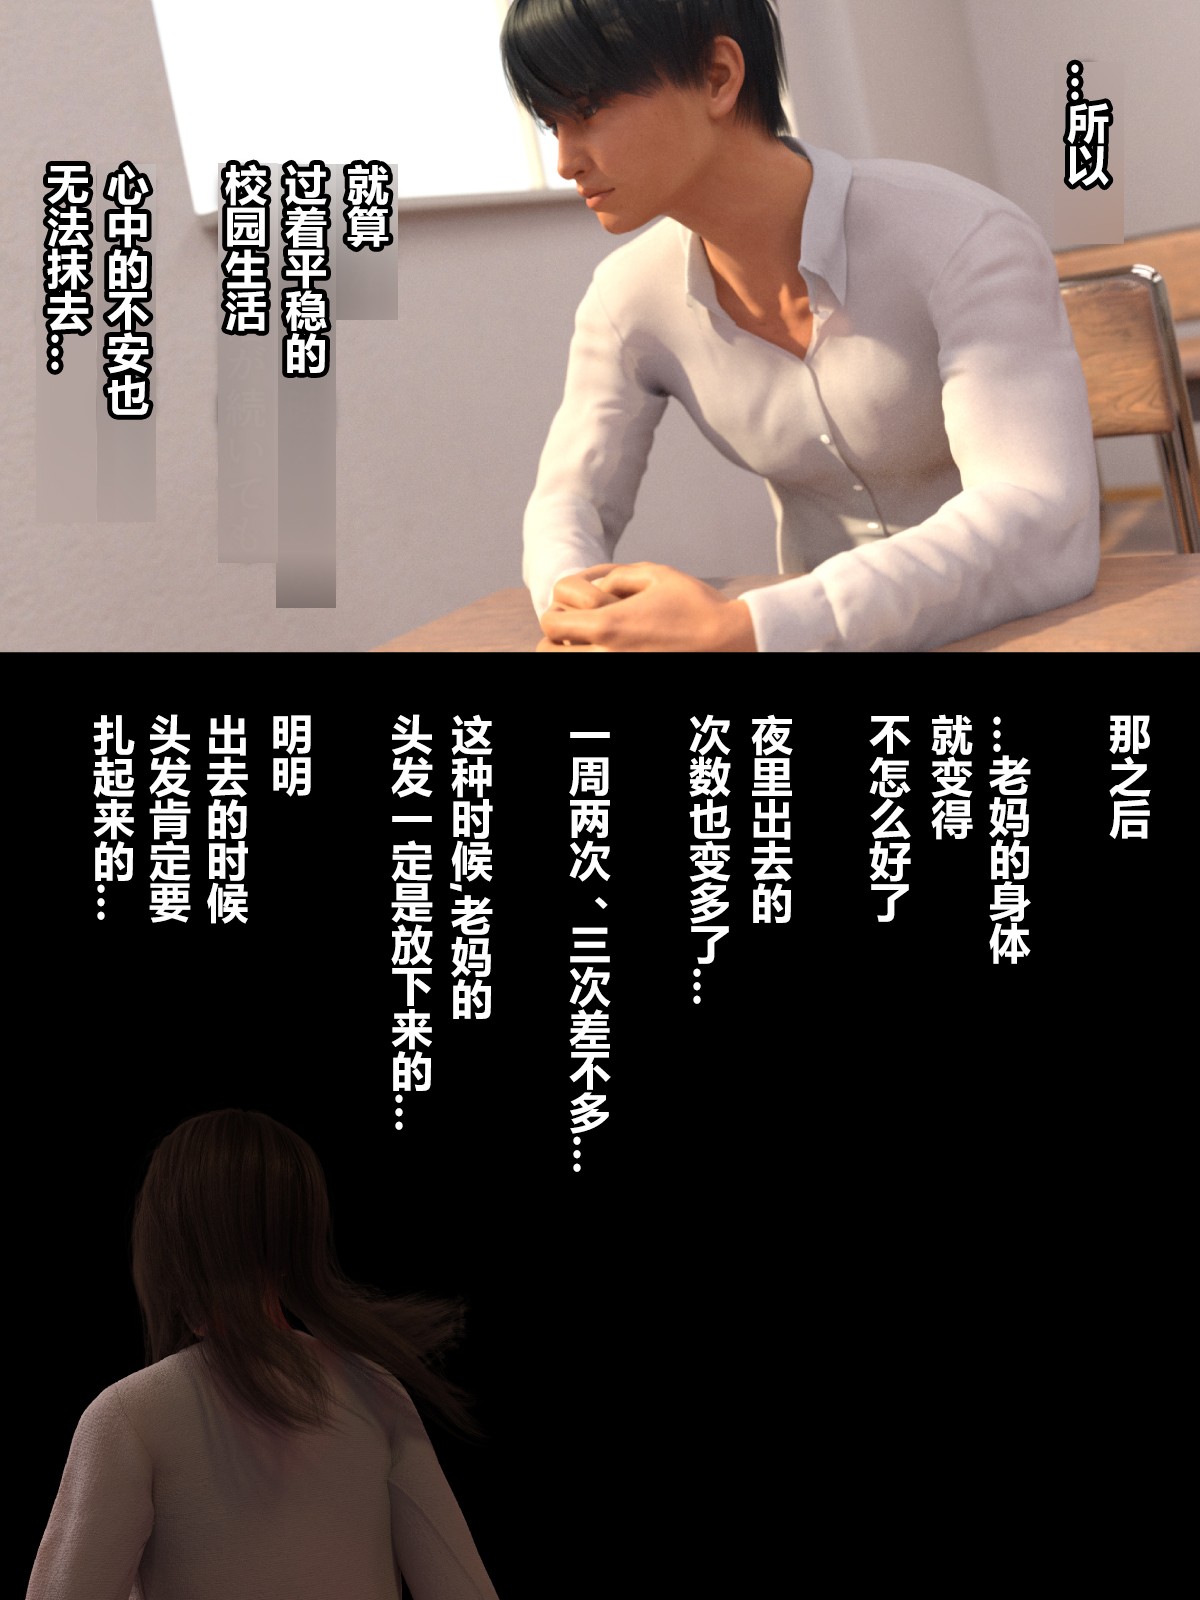 …所以
就算
过着平稳的
校园生活
心中的不安也
无法抹去…
那之后
…老妈的身体
就变得
不怎么好了
夜里出去的
次数也变多了…
一周两次、三次差不多…
这种时候,老妈的
头发一定是放下来的…
明明
出去的时候
头发肯定要
扎起来的…